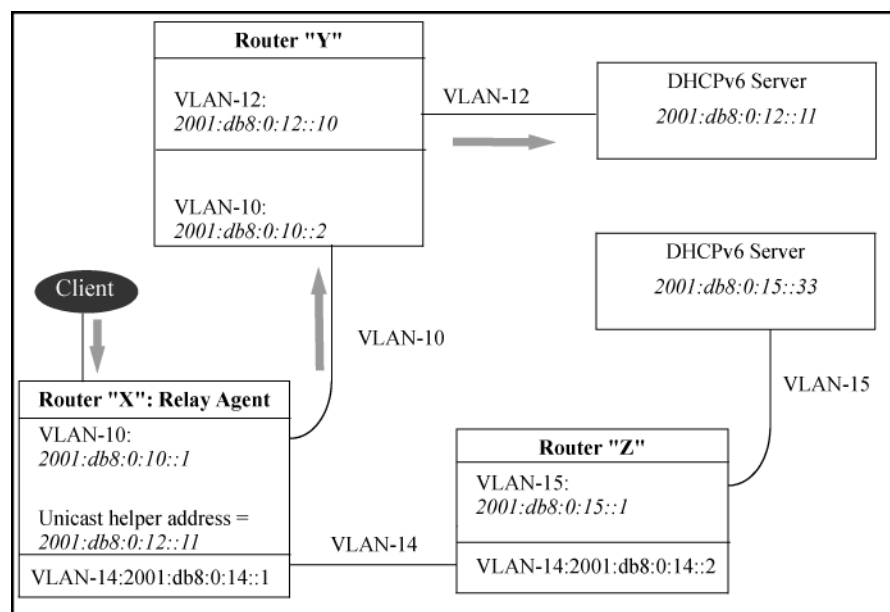 Router "Y"
VLAN-12:
2001:db8:0:12::10
VLAN-12
DHCPv6 Server
2001:db8:0:12::11
VLAN-10:
2001:db8:0:10::2
DHCPv6 Server
2001:db8:0:15::33
Client
VLAN-10
VLAN-15
Router "X": Relay Agent
VLAN-10:
2001:db8:0:10::1
Unicast helper address =
2001:db8:0:12::11
VLAN-14:2001:db8:0:14::1
VLAN-14
Router "Z"
VLAN-15:
2001:db8:0:15::1
VLAN-14:2001:db8:0:14::2